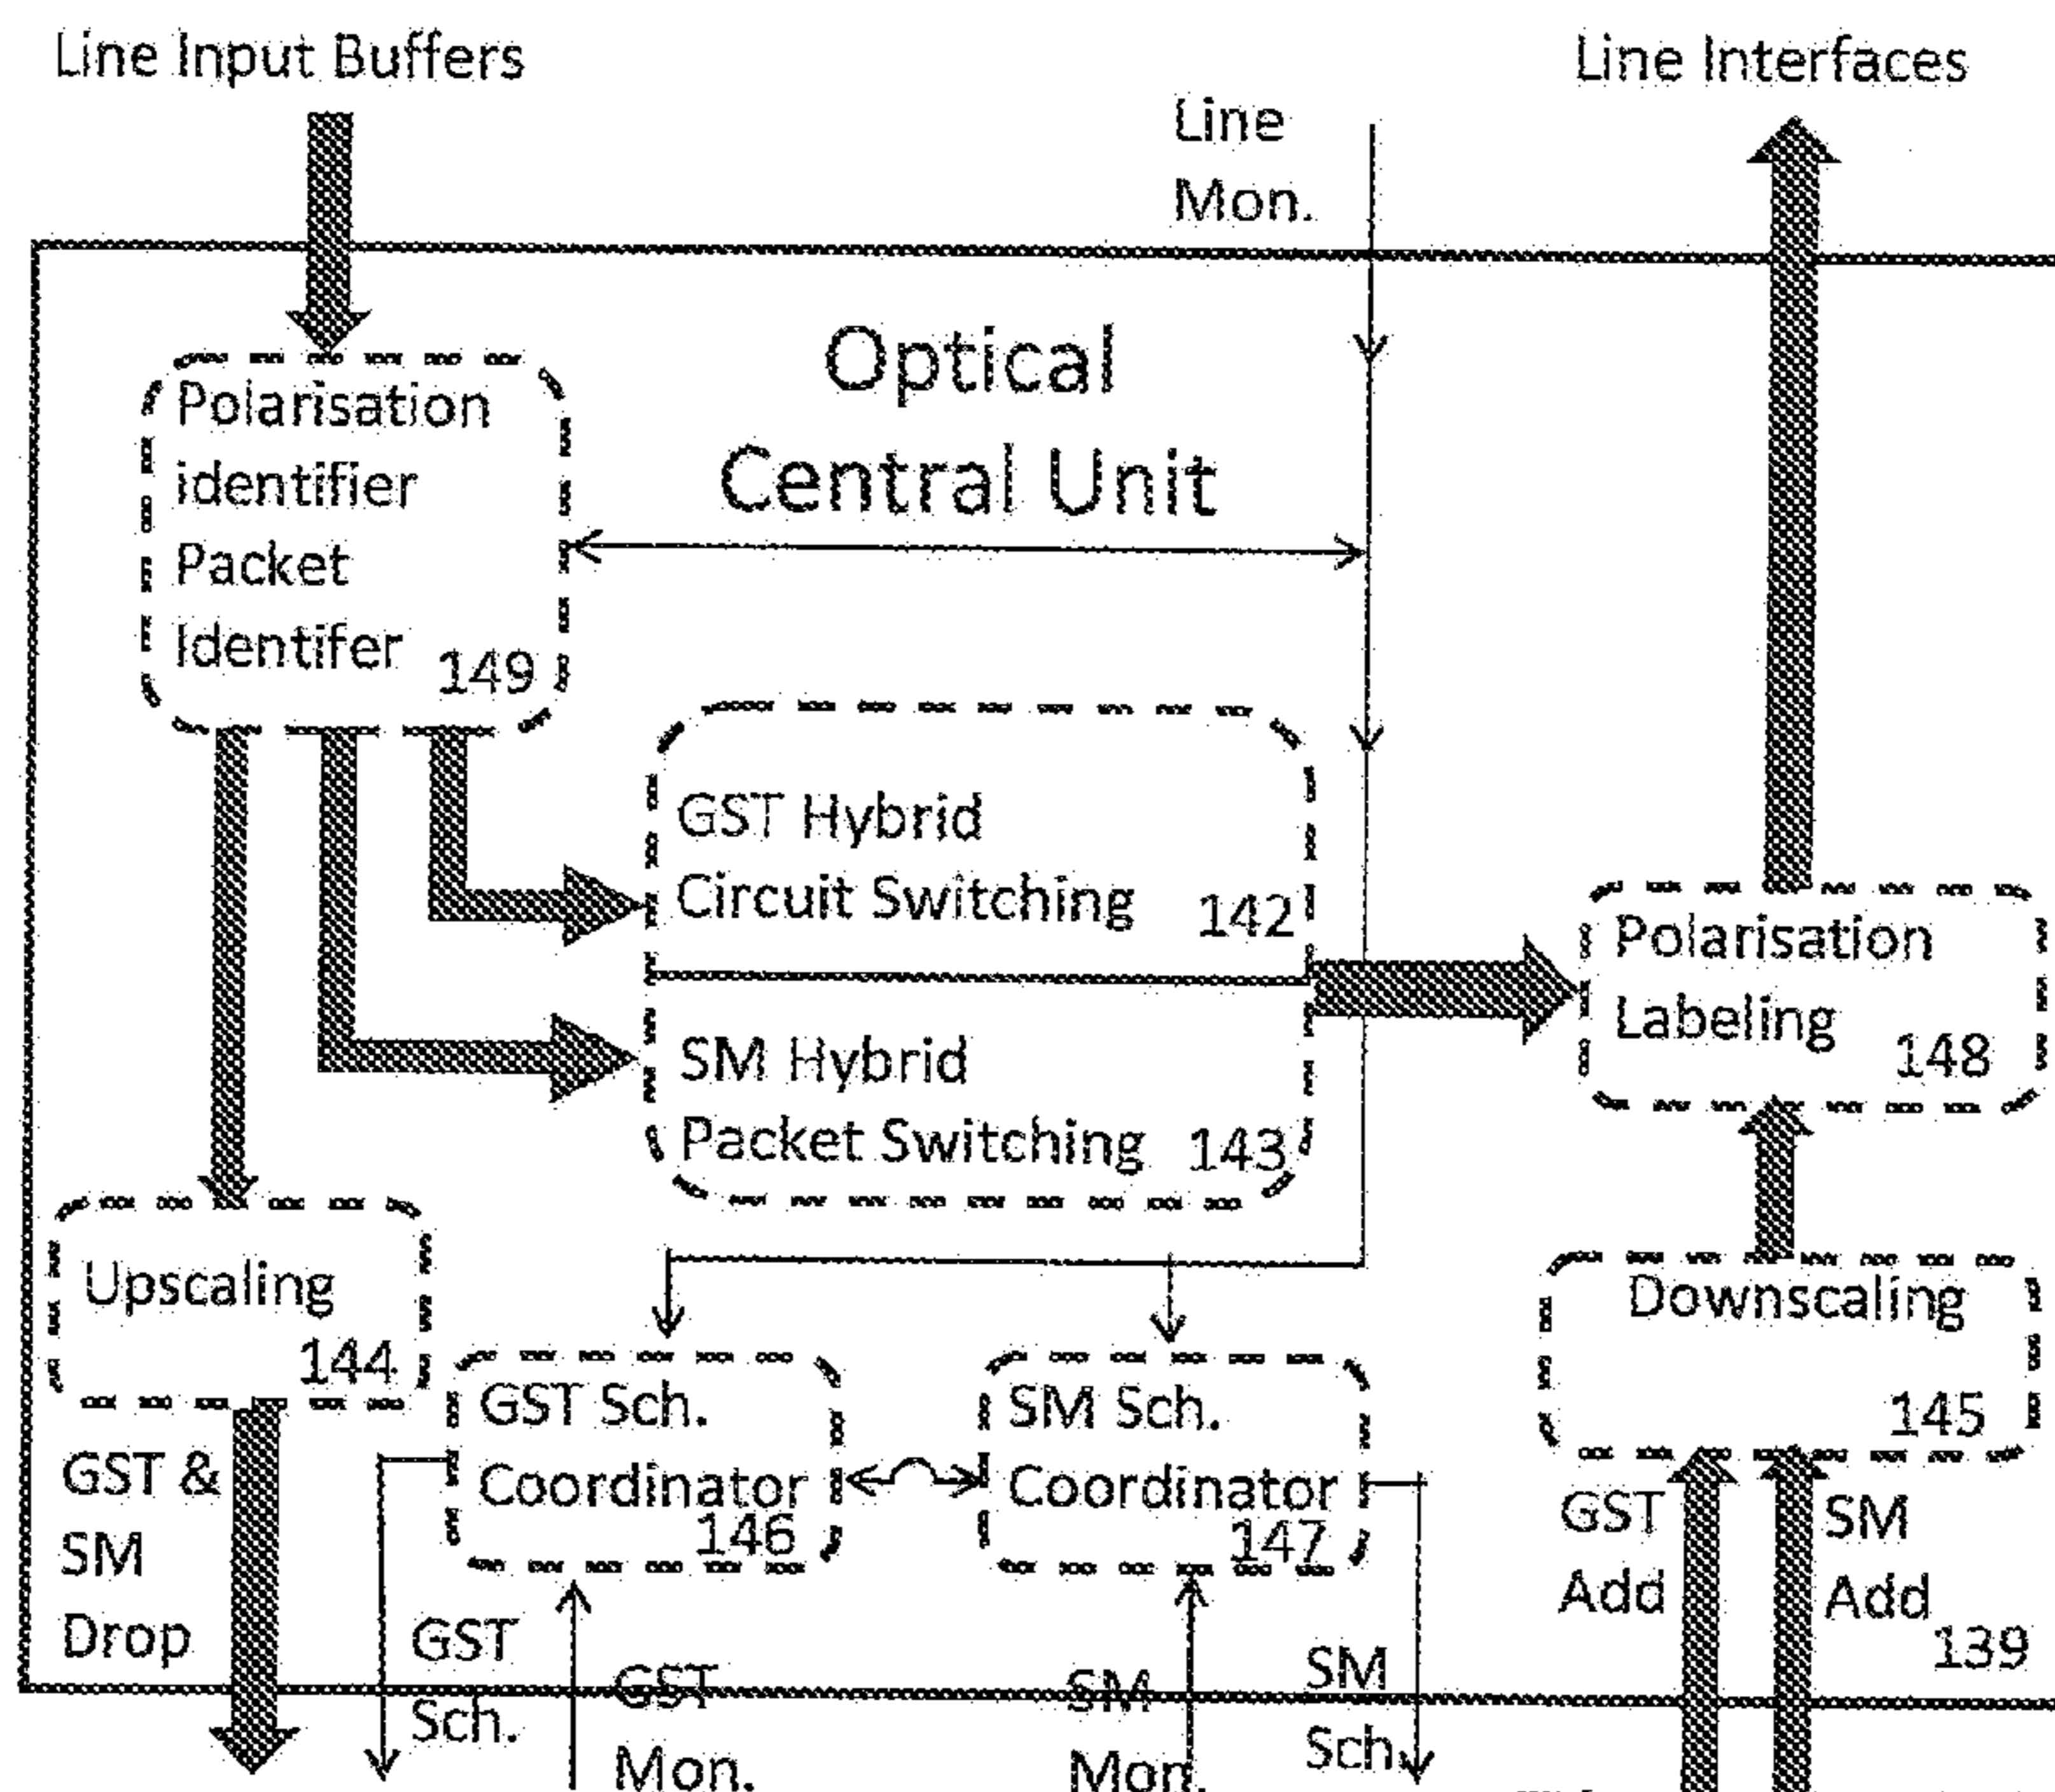 Line Input Buffers
Line
Mon.
Line Interfaces
Optical
Central Unit
Polarisation
identifier
Packet
Identifer
149
GST Hybrid
Circuit Switching
142
SM Hybrid
Packet Switching
143
Polarisation
Labeling
148
Upscaling
144
Downscaling
145
GST Sch.
Coordinator
146
SM Sch.
Coordinator
147
GST &
SM
Drop
GST
Sch.
GST
Mon.
SM
Mon.
SM
Sch.
GST
Add
SM
Add
139